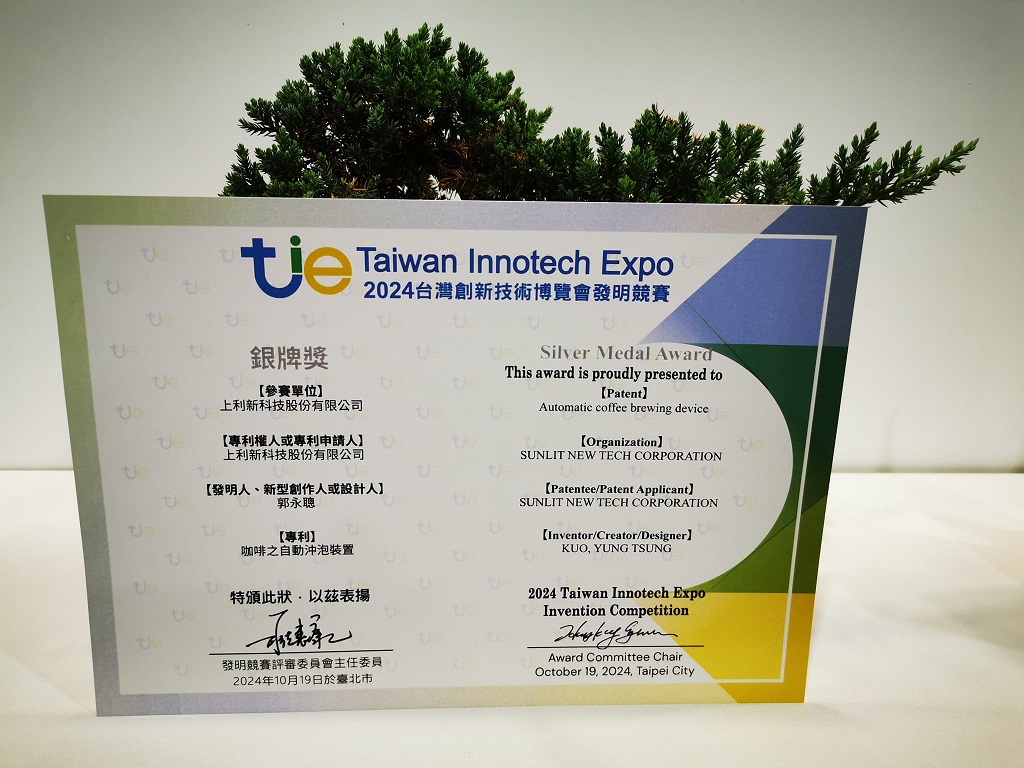 tie Taiwan Innotech Expo
2024台灣創新技術博覽會發明競賽
銀牌獎
【參賽單位】
上利新科技股份有限公司
【專利權人或專利申請人】
上利新科技股份有限公司
【發明人、新型創作人或設計人】
郭永聰
【專利】
咖啡之自動沖泡裝置
特頒此狀．以茲表揚
發明競賽評審委員會主任委員
2024年10月19日於臺北市
Silver Medal Award
This award is proudly presented to
【Patent】
Automatic coffee brewing device
【Organization】
SUNLIT NEW TECH CORPORATION
【Patentee/Patent Applicant】
SUNLIT NEW TECH CORPORATION
【Inventor/Creator/Designer】
KUO, YUNG TSUNG
2024 Taiwan Innotech Expo
Invention Competition
Award Committee Chair
October 19, 2024, Taipei City